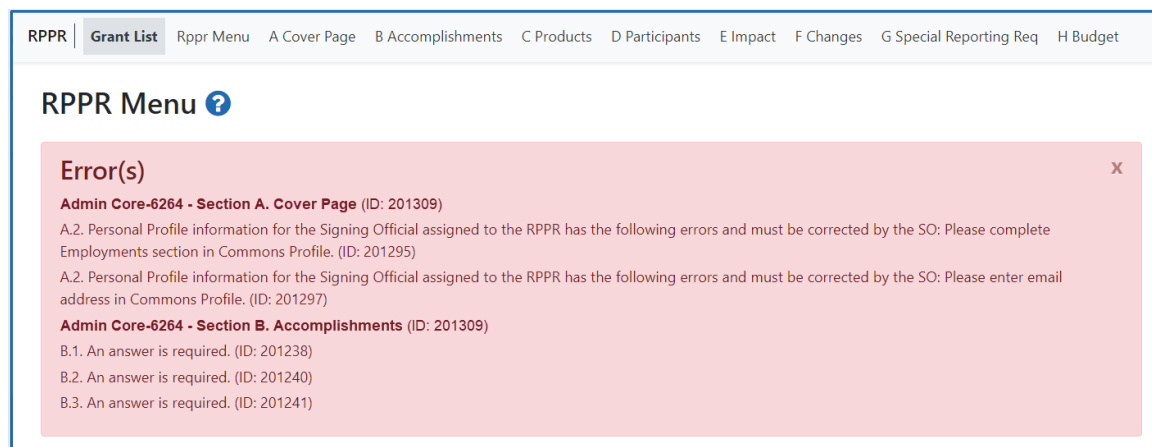 RPPR Grant List Rppr Menu A Cover Page B Accomplishments C Products D Participants E Impact F Changes G Special Reporting Req H Budget
RPPR Menu ?
Error(s) x
Admin Core-6264 - Section A. Cover Page (ID: 201309)
A.2. Personal Profile information for the Signing Official assigned to the RPPR has the following errors and must be corrected by the SO: Please complete
Employments section in Commons Profile. (ID: 201295)
A.2. Personal Profile information for the Signing Official assigned to the RPPR has the following errors and must be corrected by the SO: Please enter email
address in Commons Profile. (ID: 201297)
Admin Core-6264 - Section B. Accomplishments (ID: 201309)
B.1. An answer is required. (ID: 201238)
B.2. An answer is required. (ID: 201240)
B.3. An answer is required. (ID: 201241)